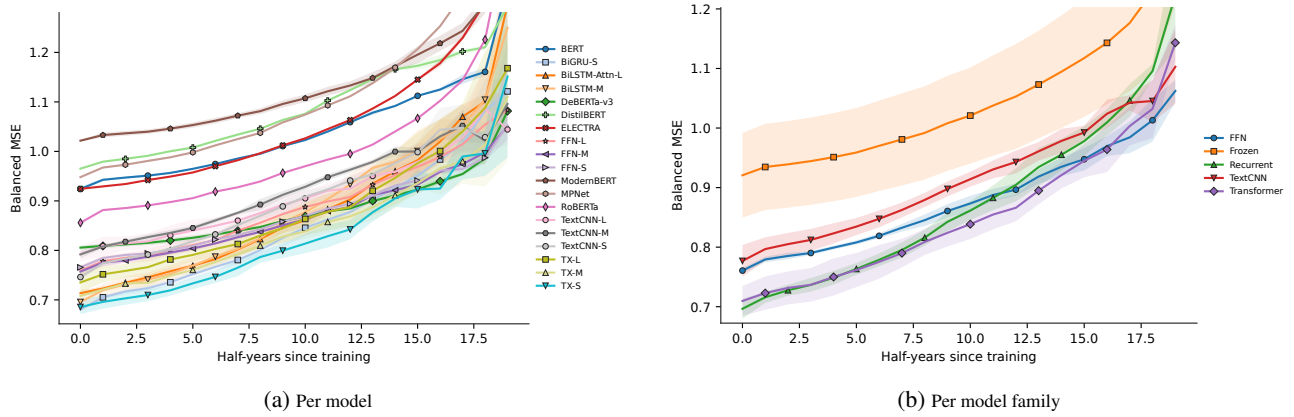 1.2
1.1
1.0
0.9
0.8
0.7
Balanced MSE
0.0 2.5 5.0 7.5 10.0 12.5 15.0 17.5
Half-years since training
BERT
BiGRU-S
BiLSTM-Attn-L
BiLSTM-M
DeBERTa-v3
DistilBERT
ELECTRA
FFN-L
FFN-M
FFN-S
ModernBERT
MPNet
RoBERTa
TextCNN-L
TextCNN-M
TextCNN-S
TX-L
TX-M
TX-S
(a) Per model
1.2
1.1
1.0
0.9
0.8
0.7
Balanced MSE
0.0 2.5 5.0 7.5 10.0 12.5 15.0 17.5
Half-years since training
FFN
Frozen
Recurrent
TextCNN
Transformer
(b) Per model family